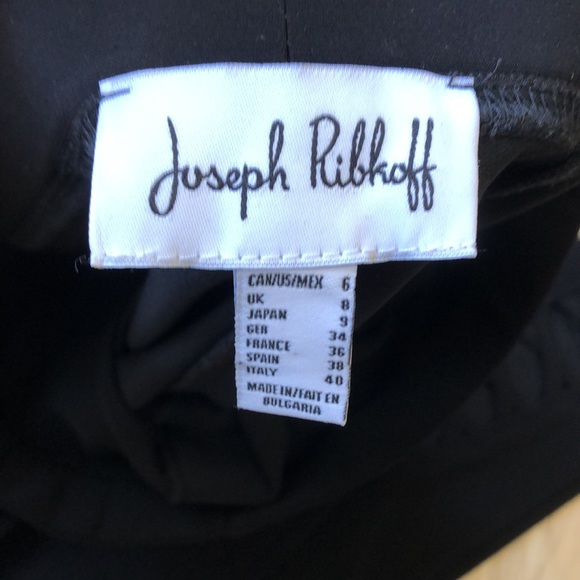 Joseph Ribkoff
CAN/US/MEX 6
UK 8
JAPAN 9
GER 34
FRANCE 36
SPAIN 38
ITALY 40
MADE IN/FAIT EN
BULGARIA